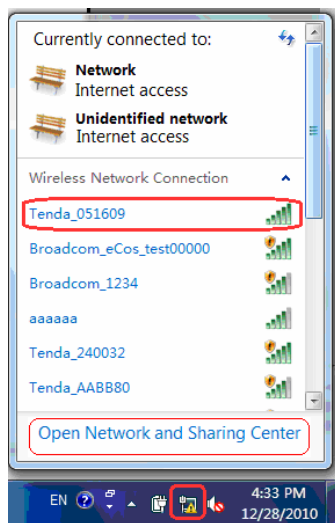 Currently connected to:
Network
Internet access
Unidentified network
Internet access
Wireless Network Connection
Tenda_051609
Broadcom_eCos_test00000
Broadcom_1234
aaaaaa
Tenda_240032
Tenda_AABB80
Open Network and Sharing Center
EN
4:33 PM
12/28/2010